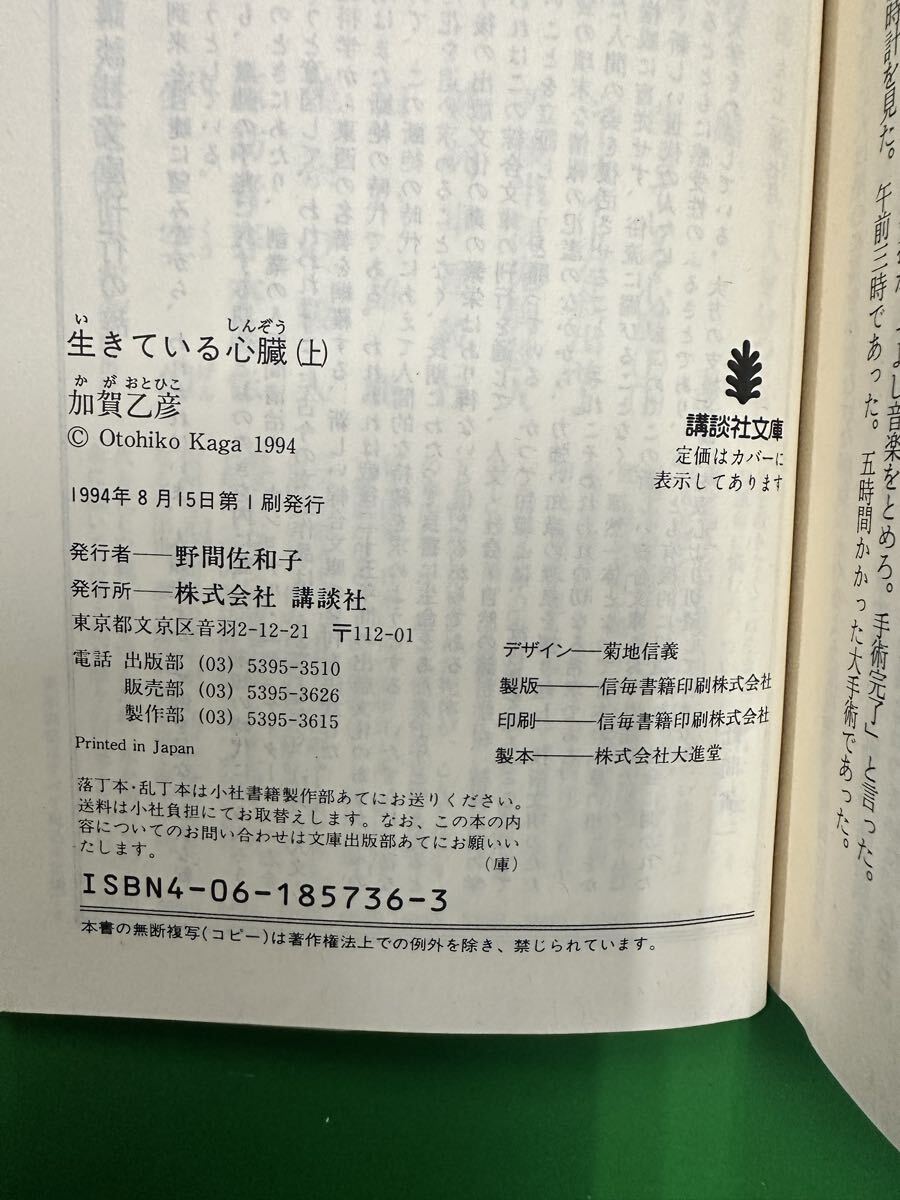 生きている心臓(上)
い しんぞう
加賀乙彦
か が おとひこ
© Otohiko Kaga 1994
講談社文庫
定価はカバーに
表示してあります
1994年8月15日第1刷発行
発行者——野間佐和子
発行所——株式会社 講談社
東京都文京区音羽2-12-21 〒112-01
電話 出版部 (03) 5395-3510
販売部 (03) 5395-3626
製作部 (03) 5395-3615
Printed in Japan
デザイン——菊地信義
製版————信毎書籍印刷株式会社
印刷————信毎書籍印刷株式会社
製本————株式会社大進堂
落丁本・乱丁本は小社書籍製作部あてにお送りください。
送料は小社負担にてお取替えします。なお、この本の内
容についてのお問い合わせは文庫出版部あてにお願いい
たします。
(庫)
ISBN4-06-185736-3
本書の無断複写(コピー)は著作権法上での例外を除き、禁じられています。
「よし音楽をとめろ。手術完了」と言った。
時計を見た。午前三時であった。五時間かかった大手術であった。